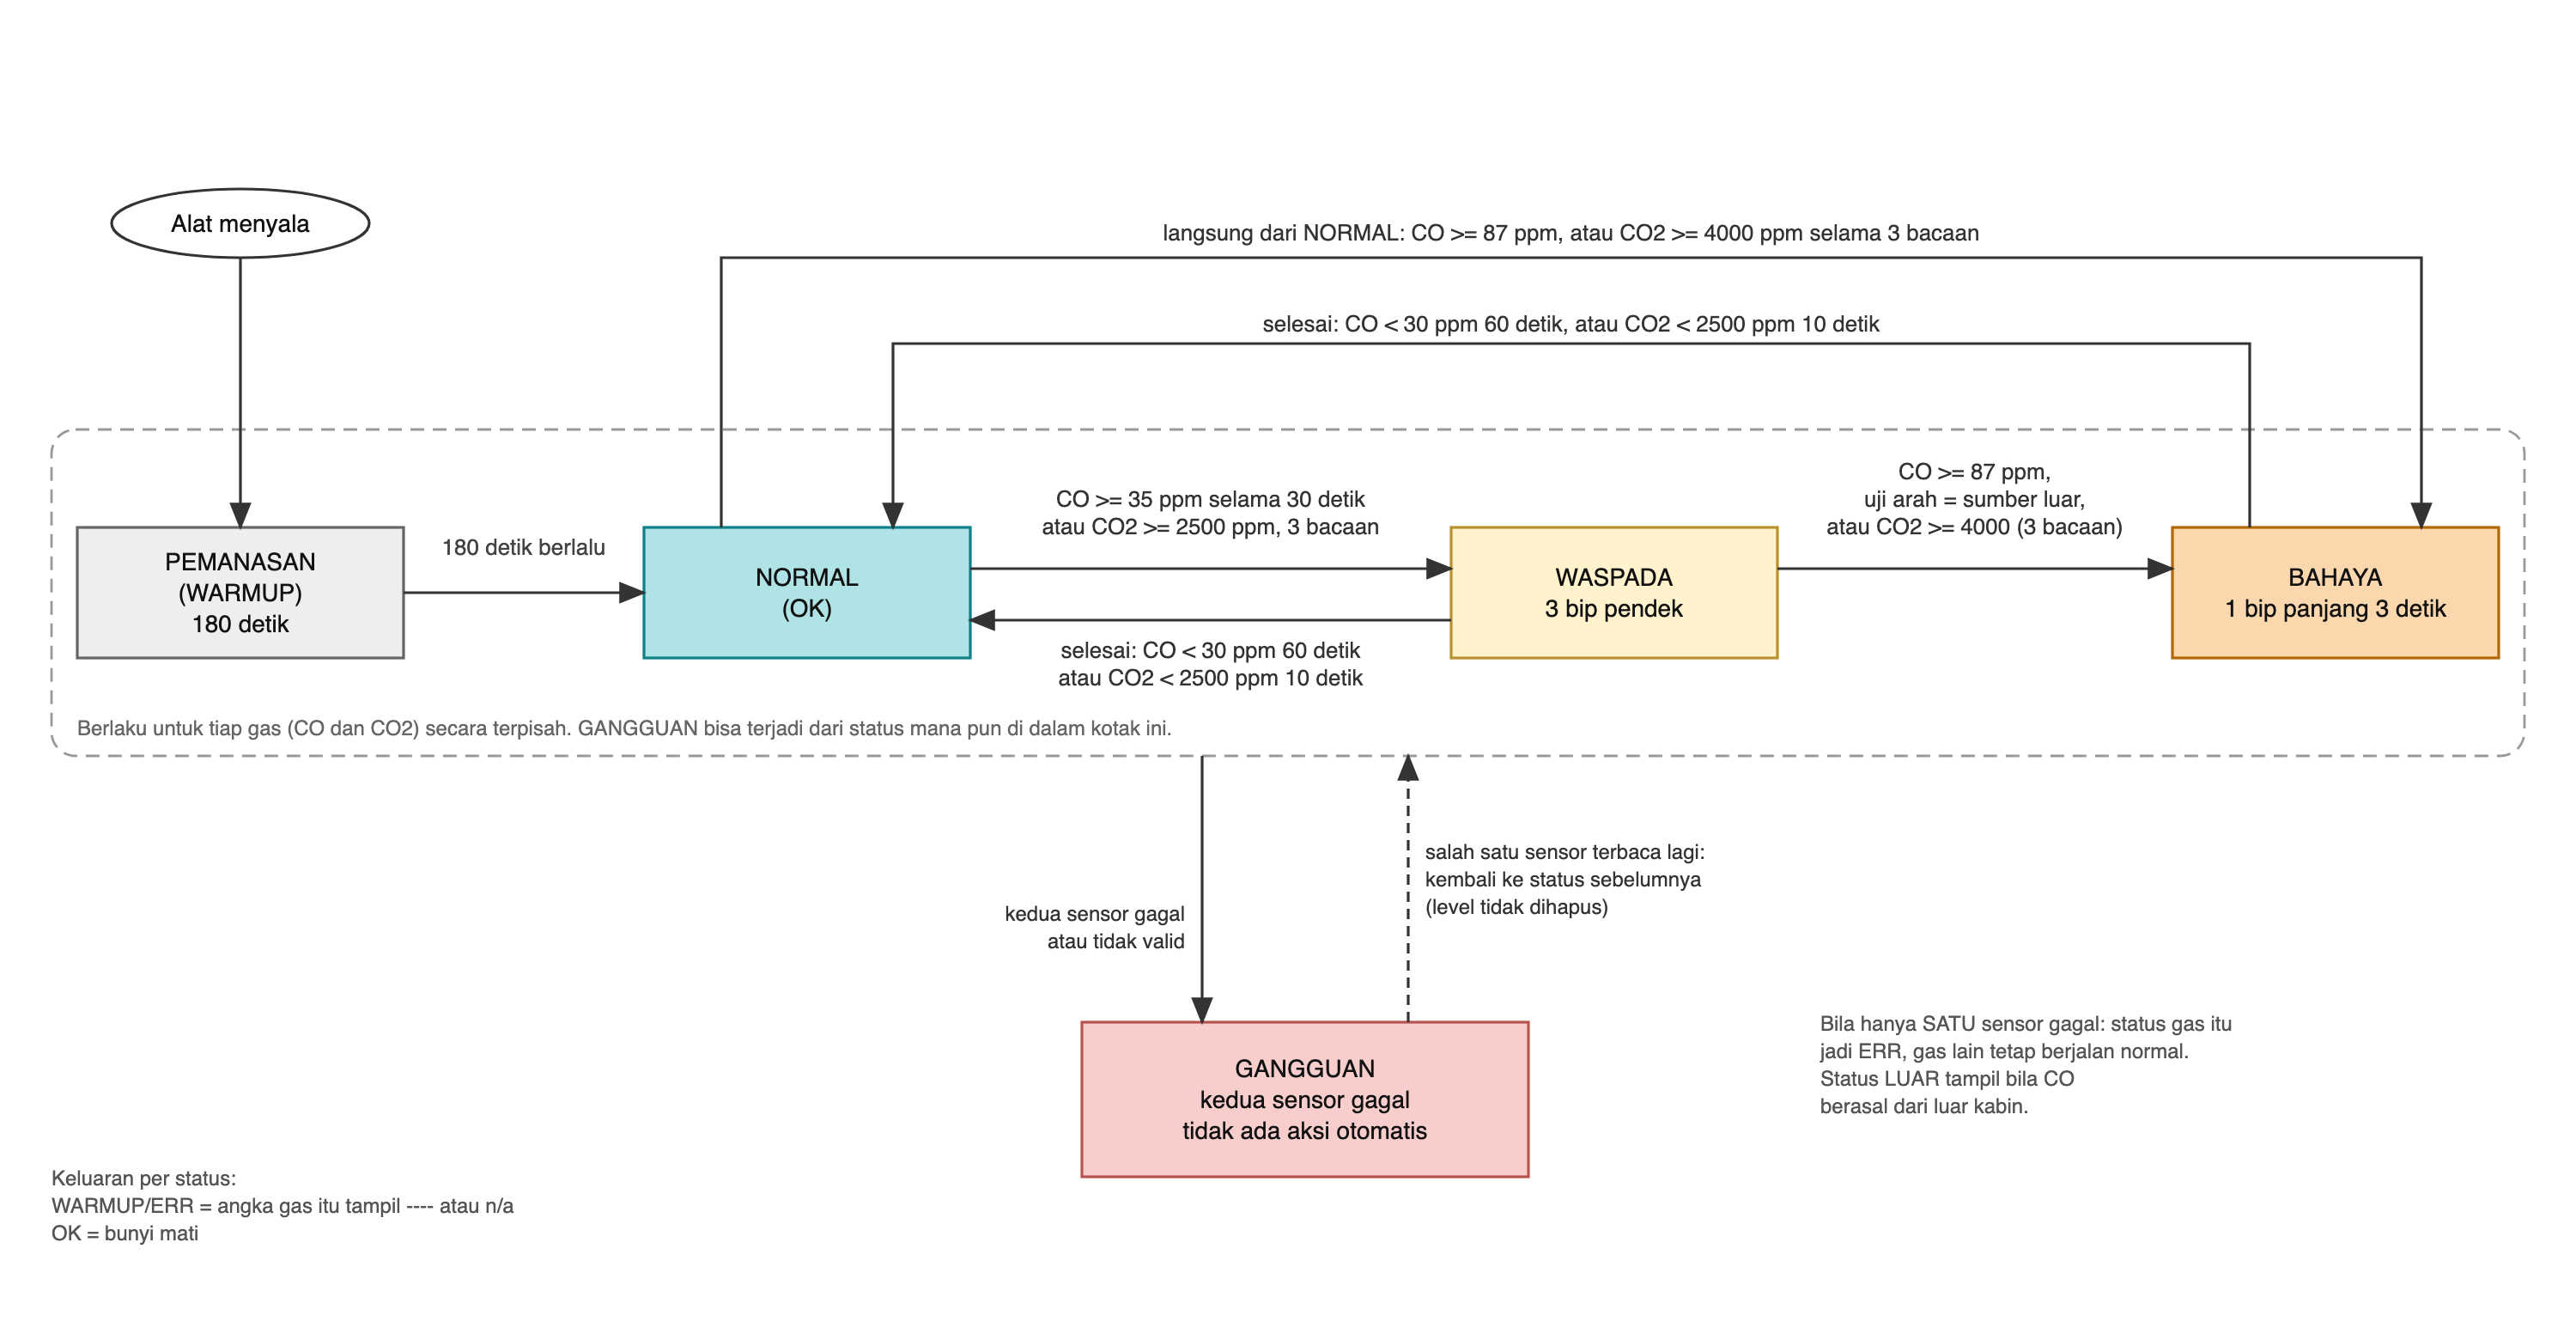 Alat menyala
langsung dari NORMAL: CO >= 87 ppm, atau CO2 >= 4000 ppm selama 3 bacaan
selesai: CO < 30 ppm 60 detik, atau CO2 < 2500 ppm 10 detik
PEMANASAN
(WARMUP)
180 detik
180 detik berlalu
NORMAL
(OK)
CO >= 35 ppm selama 30 detik
atau CO2 >= 2500 ppm, 3 bacaan
selesai: CO < 30 ppm 60 detik
atau CO2 < 2500 ppm 10 detik
WASPADA
3 bip pendek
CO >= 87 ppm,
uji arah = sumber luar,
atau CO2 >= 4000 (3 bacaan)
BAHAYA
1 bip panjang 3 detik
Berlaku untuk tiap gas (CO dan CO2) secara terpisah. GANGGUAN bisa terjadi dari status mana pun di dalam kotak ini.
kedua sensor gagal
atau tidak valid
salah satu sensor terbaca lagi:
kembali ke status sebelumnya
(level tidak dihapus)
GANGGUAN
kedua sensor gagal
tidak ada aksi otomatis
Bila hanya SATU sensor gagal: status gas itu
jadi ERR, gas lain tetap berjalan normal.
Status LUAR tampil bila CO
berasal dari luar kabin.
Keluaran per status:
WARMUP/ERR = angka gas itu tampil ---- atau n/a
OK = bunyi mati